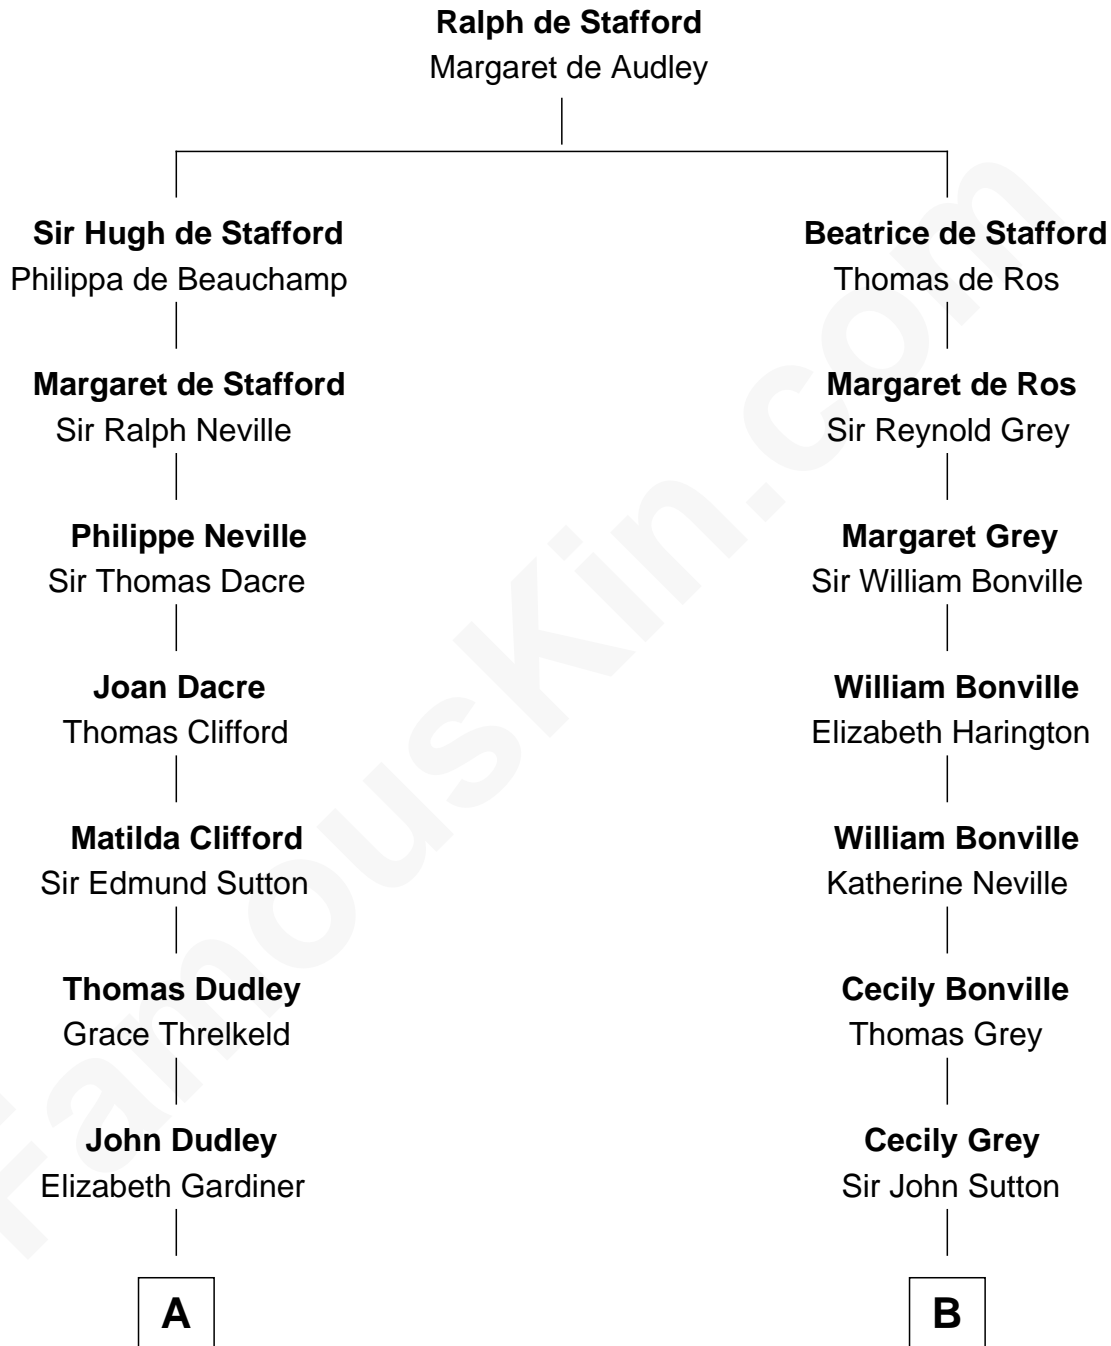 Ralph de Stafford
Margaret de Audley
Sir Hugh de Stafford
Philippa de Beauchamp
Margaret de Stafford
Sir Ralph Neville
Philippe Neville
Sir Thomas Dacre
Joan Dacre
Thomas Clifford
Matilda Clifford
Sir Edmund Sutton
Thomas Dudley
Grace Threlkeld
John Dudley
Elizabeth Gardiner
A
Beatrice de Stafford
Thomas de Ros
Margaret de Ros
Sir Reynold Grey
Margaret Grey
Sir William Bonville
William Bonville
Elizabeth Harington
William Bonville
Katherine Neville
Cecily Bonville
Thomas Grey
Cecily Grey
Sir John Sutton
B
FamousKin.com